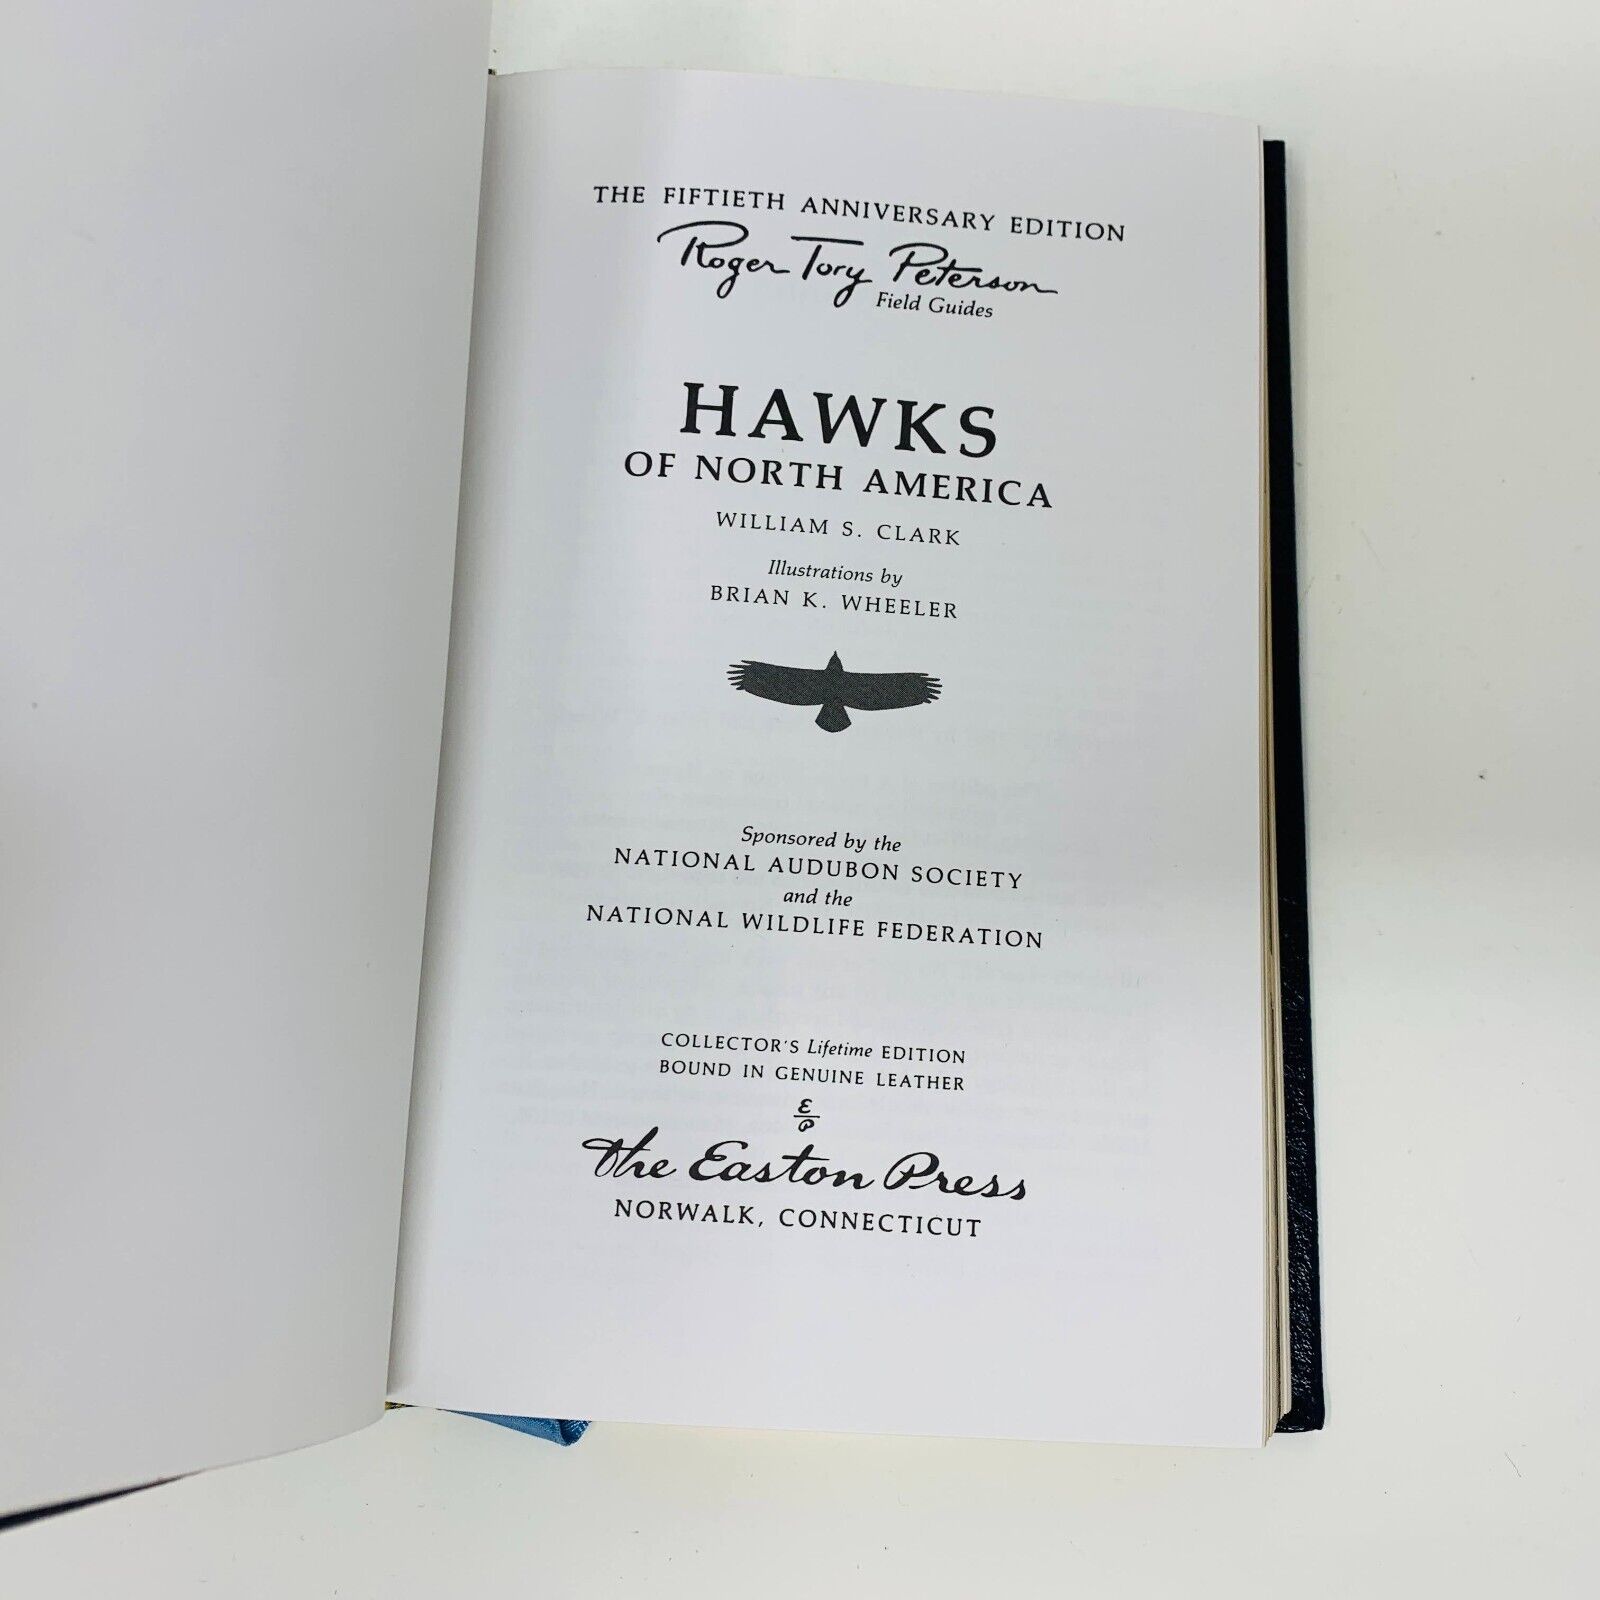 THE FIFTIETH ANNIVERSARY EDITION
Roger Tory Peterson
Field Guides
HAWKS
OF NORTH AMERICA
WILLIAM S. CLARK
Illustrations by
BRIAN K. WHEELER
Sponsored by the
NATIONAL AUDUBON SOCIETY
and the
NATIONAL WILDLIFE FEDERATION
COLLECTOR'S Lifetime EDITION
BOUND IN GENUINE LEATHER
E
P
The Easton Press
NORWALK, CONNECTICUT